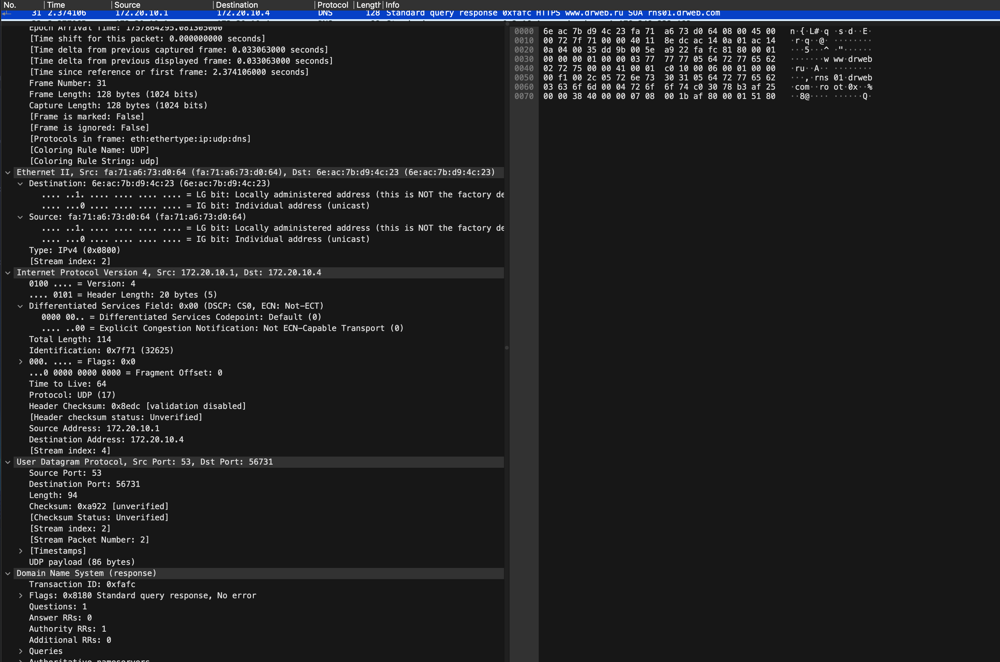 No. Time Source Destination Protocol Length Info
31 2.374106 172.20.10.1 172.20.10.4 DNS 128 Standard query response 0xfafc HTTPS www.drweb.ru SOA rns01.drweb.com
Epoch Arrival Time: 1757864295.081305000
[Time shift for this packet: 0.000000000 seconds]
[Time delta from previous captured frame: 0.033063000 seconds]
[Time delta from previous displayed frame: 0.033063000 seconds]
[Time since reference or first frame: 2.374106000 seconds]
Frame Number: 31
Frame Length: 128 bytes (1024 bits)
Capture Length: 128 bytes (1024 bits)
[Frame is marked: False]
[Frame is ignored: False]
[Protocols in frame: eth:ethertype:ip:udp:dns]
[Coloring Rule Name: UDP]
[Coloring Rule String: udp]
Ethernet II, Src: fa:71:a6:73:d0:64 (fa:71:a6:73:d0:64), Dst: 6e:ac:7b:d9:4c:23 (6e:ac:7b:d9:4c:23)
Destination: 6e:ac:7b:d9:4c:23 (6e:ac:7b:d9:4c:23)
.... ..1. .... .... .... .... = LG bit: Locally administered address (this is NOT the factory de
.... ...0 .... .... .... .... = IG bit: Individual address (unicast)
Source: fa:71:a6:73:d0:64 (fa:71:a6:73:d0:64)
.... ..1. .... .... .... .... = LG bit: Locally administered address (this is NOT the factory de
.... ...0 .... .... .... .... = IG bit: Individual address (unicast)
Type: IPv4 (0x0800)
[Stream index: 2]
Internet Protocol Version 4, Src: 172.20.10.1, Dst: 172.20.10.4
0100 .... = Version: 4
.... 0101 = Header Length: 20 bytes (5)
Differentiated Services Field: 0x00 (DSCP: CS0, ECN: Not-ECT)
0000 00.. = Differentiated Services Codepoint: Default (0)
.... ..00 = Explicit Congestion Notification: Not ECN-Capable Transport (0)
Total Length: 114
Identification: 0x7f71 (32625)
000. .... = Flags: 0x0
...0 0000 0000 0000 = Fragment Offset: 0
Time to Live: 64
Protocol: UDP (17)
Header Checksum: 0x8edc [validation disabled]
[Header checksum status: Unverified]
Source Address: 172.20.10.1
Destination Address: 172.20.10.4
[Stream index: 4]
User Datagram Protocol, Src Port: 53, Dst Port: 56731
Source Port: 53
Destination Port: 56731
Length: 94
Checksum: 0xa922 [unverified]
[Checksum Status: Unverified]
[Stream index: 2]
[Stream Packet Number: 2]
[Timestamps]
UDP payload (86 bytes)
Domain Name System (response)
Transaction ID: 0xfafc
Flags: 0x8180 Standard query response, No error
Questions: 1
Answer RRs: 0
Authority RRs: 1
Additional RRs: 0
Queries
Authoritative nameservers
0000 6e ac 7b d9 4c 23 fa 71 a6 73 d0 64 08 00 45 00 n·{·L#·q ·s·d··E·
0010 00 72 7f 71 00 00 40 11 8e dc ac 14 0a 01 ac 14 ·r·q··@· ········
0020 0a 04 00 35 dd 9b 00 5e a9 22 fa fc 81 80 00 01 ···5···^ ·"······
0030 00 00 00 01 00 00 03 77 77 77 05 64 72 77 65 62 ·······w ww·drweb
0040 02 72 75 00 00 41 00 01 c0 10 00 06 00 01 00 00 ·ru··A·· ········
0050 00 f1 00 2c 05 72 6e 73 30 31 05 64 72 77 65 62 ···,·rns 01·drweb
0060 03 63 6f 6d 00 04 72 6f 6f 74 c0 30 78 b3 af 25 ·com··ro ot·0x··%
0070 00 00 38 40 00 00 07 08 00 1b af 80 00 01 51 80 ··8@···· ······Q·